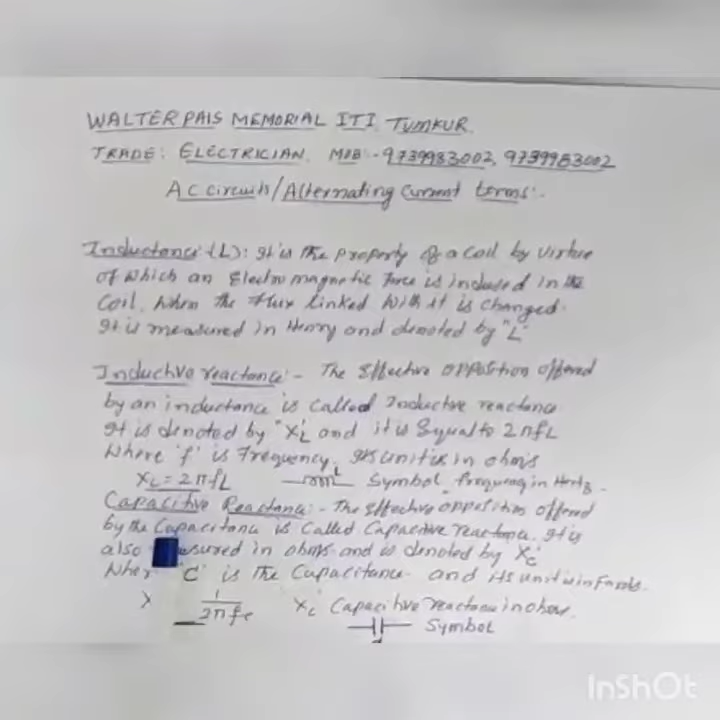 WALTER PAIS MEMORIAL ITI, TUMKUR.
TRADE: ELECTRICIAN. MOB:- 9739983002, 9739983002
AC circuits/Alternating Current terms:-
Inductance (L): It is the property of a coil by virtue
of which an Electro magnetic force is induced in the
coil. When the flux linked with it is changed.
It is measured in Henry and denoted by "L"
Inductive reactance:- The Effective opposition offered
by an inductance is called Inductive reactance
It is denoted by "XL and it is Equal to 2πfL
Where 'f' is Frequency, its unit is in ohms
XL = 2πfL L Symbol frequency in Hertz.
Capacitive Reactance:- The Effective opposition offered
by the Capacitance is Called Capacitive reactance. It is
also sured in ohms and is denoted by Xc
Wher 'C' is the Capacitance and its unit is in Farads.
X 1/2πfc Xc Capacitive reactance in ohms.
Symbol
InShOt